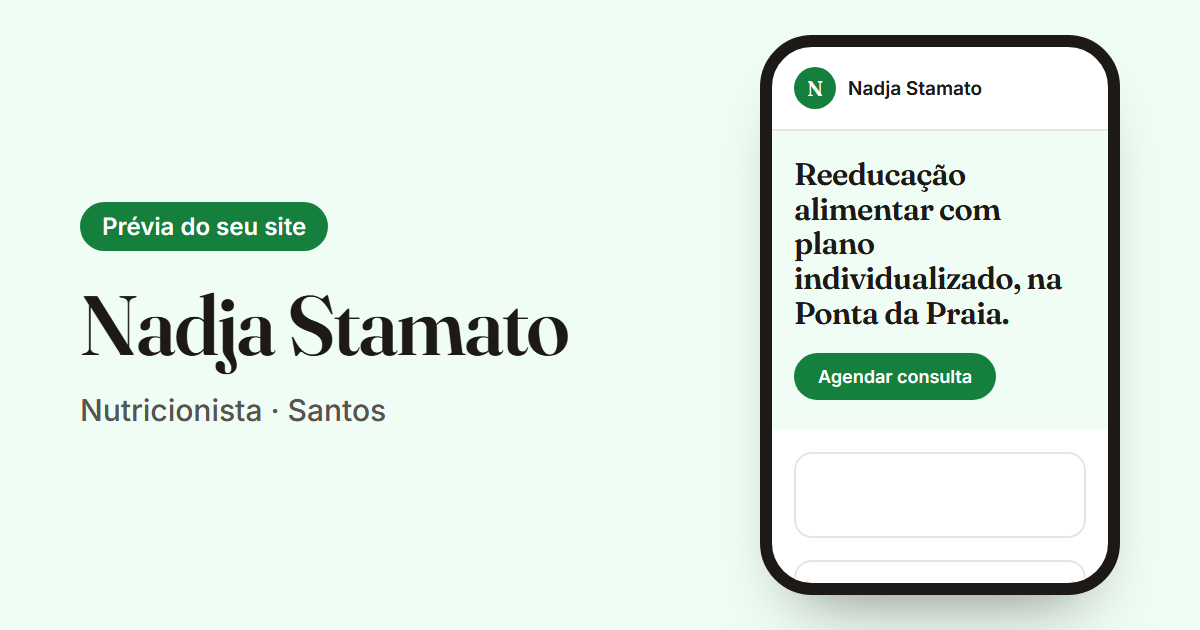 Prévia do seu site
Nadja Stamato
Nutricionista · Santos
N
Nadja Stamato
Reeducação
alimentar com
plano
individualizado, na
Ponta da Praia.
Agendar consulta